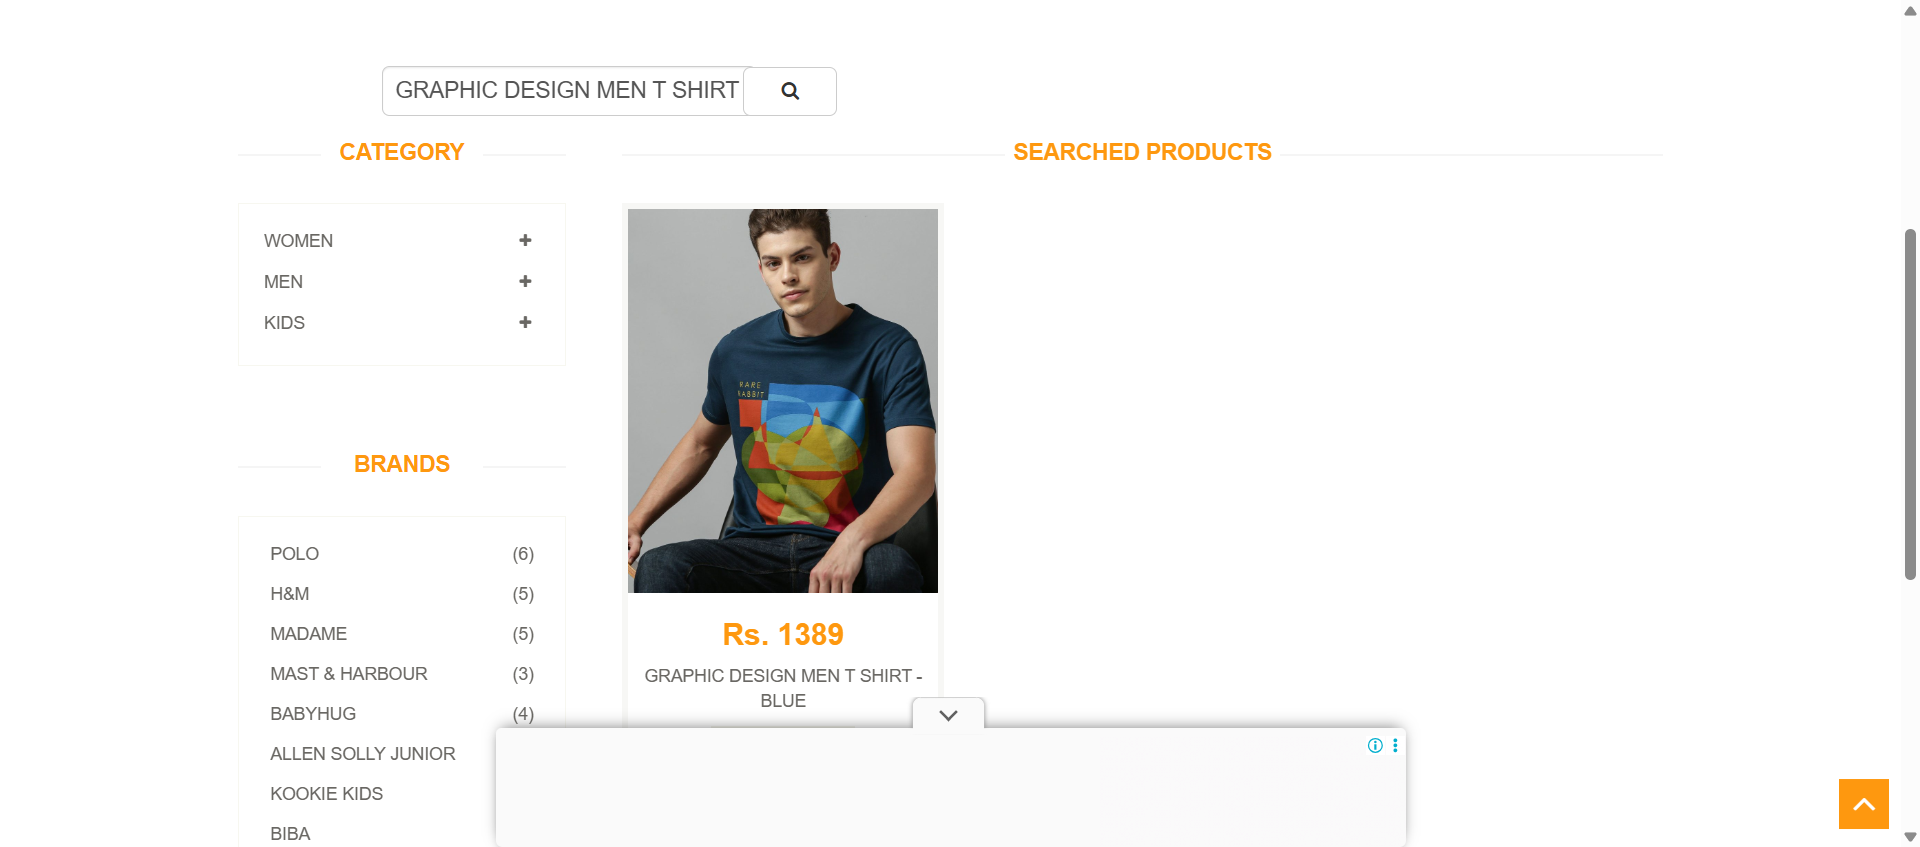 GRAPHIC DESIGN MEN T SHIRT
CATEGORY
WOMEN
MEN
KIDS
BRANDS
POLO (6)
H&M (5)
MADAME (5)
MAST & HARBOUR (3)
BABYHUG (4)
ALLEN SOLLY JUNIOR
KOOKIE KIDS
BIBA
SEARCHED PRODUCTS
RARE
RABBIT
Rs. 1389
GRAPHIC DESIGN MEN T SHIRT -
BLUE